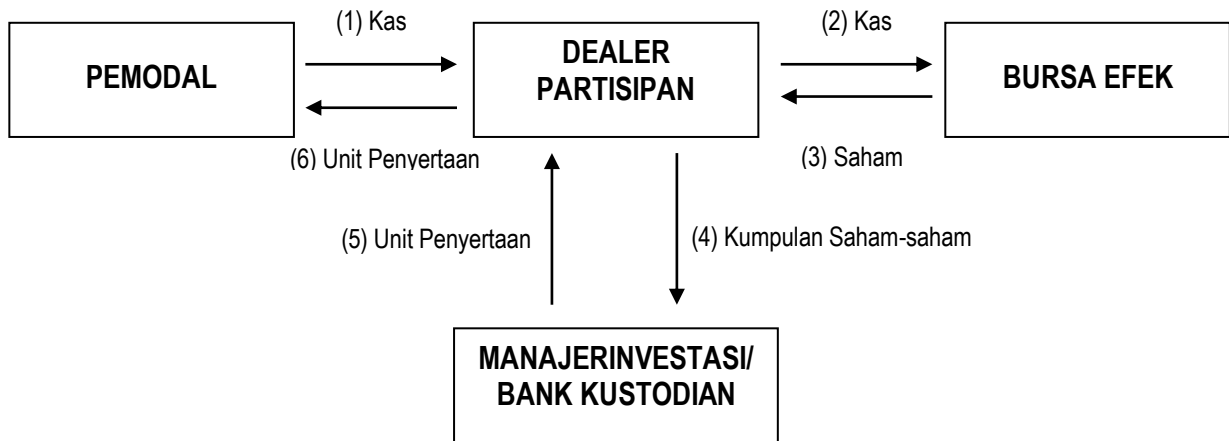 (1) Kas
(2) Kas
PEMODAL
DEALER
PARTISIPAN
BURSA EFEK
(6) Unit Penyertaan
(3) Saham
(5) Unit Penyertaan
(4) Kumpulan Saham-saham
MANAJERINVESTASI/
BANK KUSTODIAN